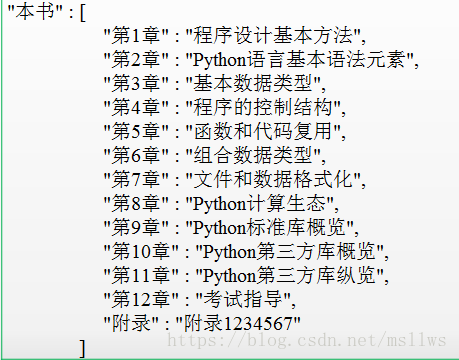 "本书" : [
"第1章" : "程序设计基本方法",
"第2章" : "Python语言基本语法元素",
"第3章" : "基本数据类型",
"第4章" : "程序的控制结构",
"第5章" : "函数和代码复用",
"第6章" : "组合数据类型",
"第7章" : "文件和数据格式化",
"第8章" : "Python计算生态",
"第9章" : "Python标准库概览",
"第10章" : "Python第三方库概览",
"第11章" : "Python第三方库纵览",
"第12章" : "考试指导",
"附录" : "附录1234567"
https://blog.csdn.net/msllws
]